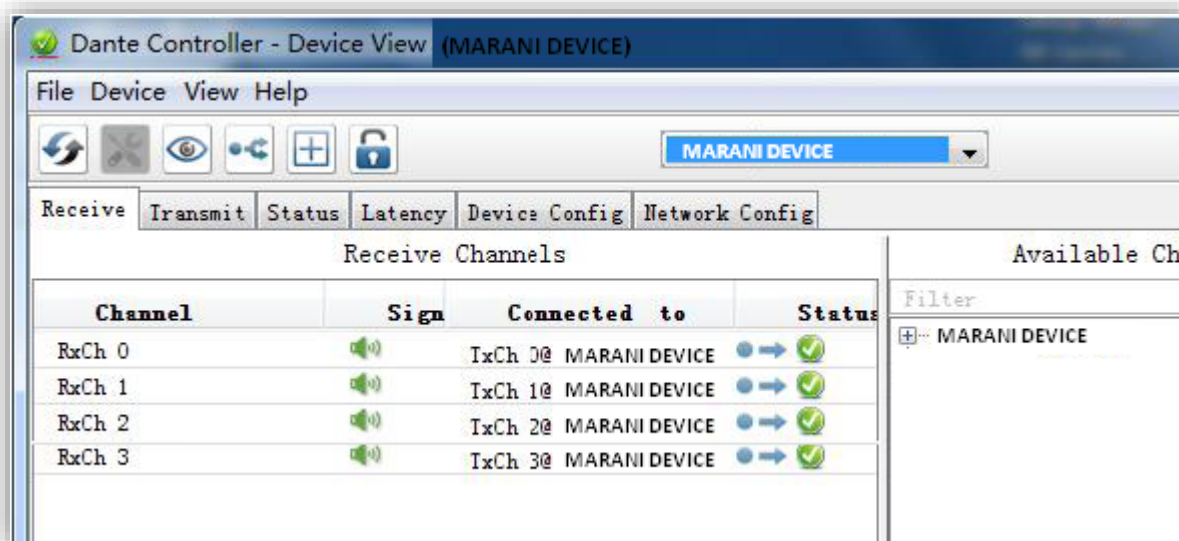 Dante Controller - Device View (MARANI DEVICE)
File Device View Help
MARANI DEVICE
Receive Transmit Status Latency Device Config Network Config
Receive Channels Available Ch
Channel Sign Connected to Status
Filter
MARANI DEVICE
RxCh 0 TxCh 0@ MARANI DEVICE
RxCh 1 TxCh 1@ MARANI DEVICE
RxCh 2 TxCh 2@ MARANI DEVICE
RxCh 3 TxCh 3@ MARANI DEVICE